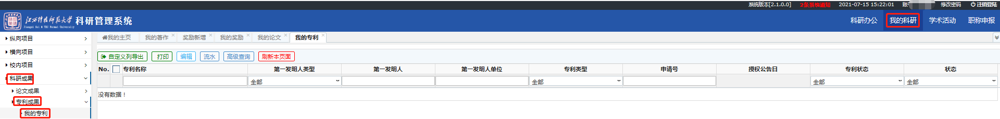 系统版本[2.1.0.0] 2条系统通知 2021-07-15 15:22:01 账 修改密码 注销登陆
江西科技师范大学 科研管理系统 科研办公 我的科研 学术活动 职称申报
Jiangxi Sci & TEC Normal University
纵向项目 我的主页 我的著作 奖励新增 我的奖励 我的论文 我的专利
横向项目 自定义列导出 打印 编辑 流水 高级查询 刷新本页面
校内项目 No. 专利名称 第一发明人类型 第一发明人 第一发明人单位 专利类型 申请号 授权公告日 专利状态 状态
科研成果 全部 全部 全部 全部
论文成果 没有数据!
专利成果
我的专利